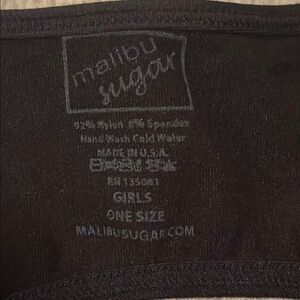 malibu
sugar
92% Nylon 8% Spandex
Hand Wash Cold Water
MADE IN U.S.A.
RN 135081
GIRLS
ONE SIZE
MALIBUSUGAR.COM